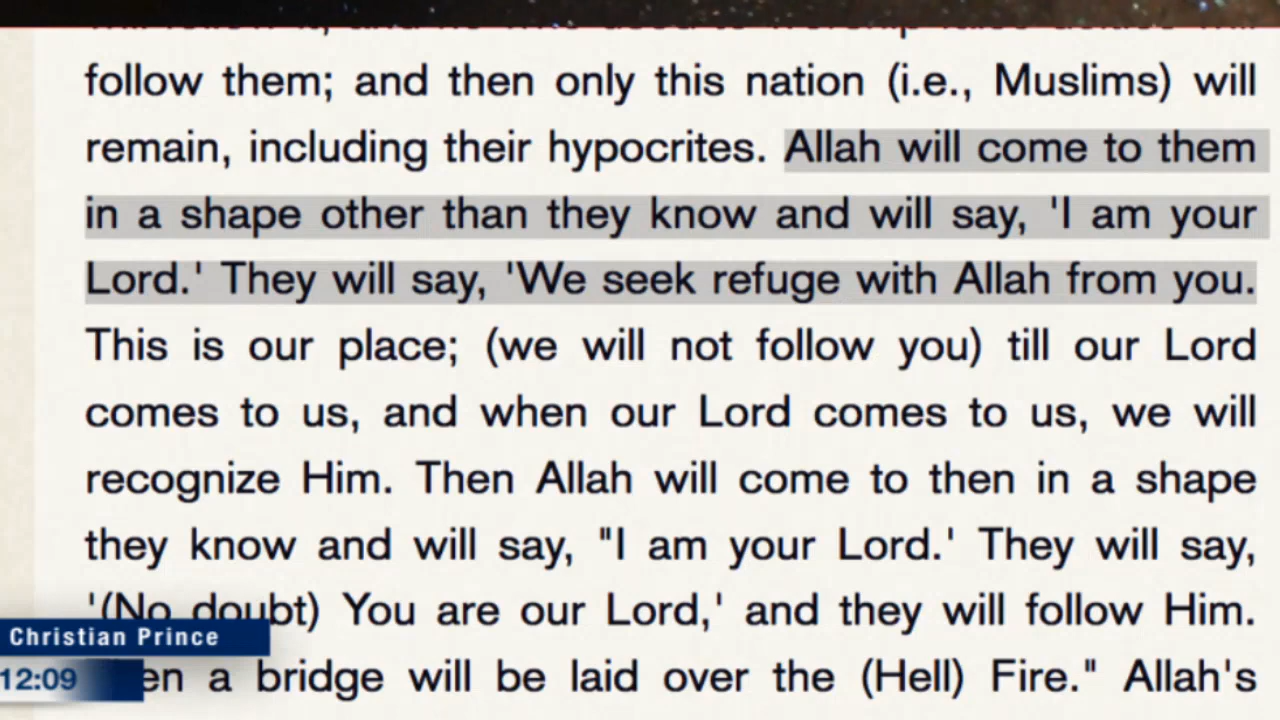 follow them; and then only this nation (i.e., Muslims) will
remain, including their hypocrites. Allah will come to them
in a shape other than they know and will say, 'I am your
Lord.' They will say, 'We seek refuge with Allah from you.
This is our place; (we will not follow you) till our Lord
comes to us, and when our Lord comes to us, we will
recognize Him. Then Allah will come to then in a shape
they know and will say, "I am your Lord.' They will say,
'(No doubt) You are our Lord,' and they will follow Him.
a bridge will be laid over the (Hell) Fire." Allah's
Christian Prince
12:09